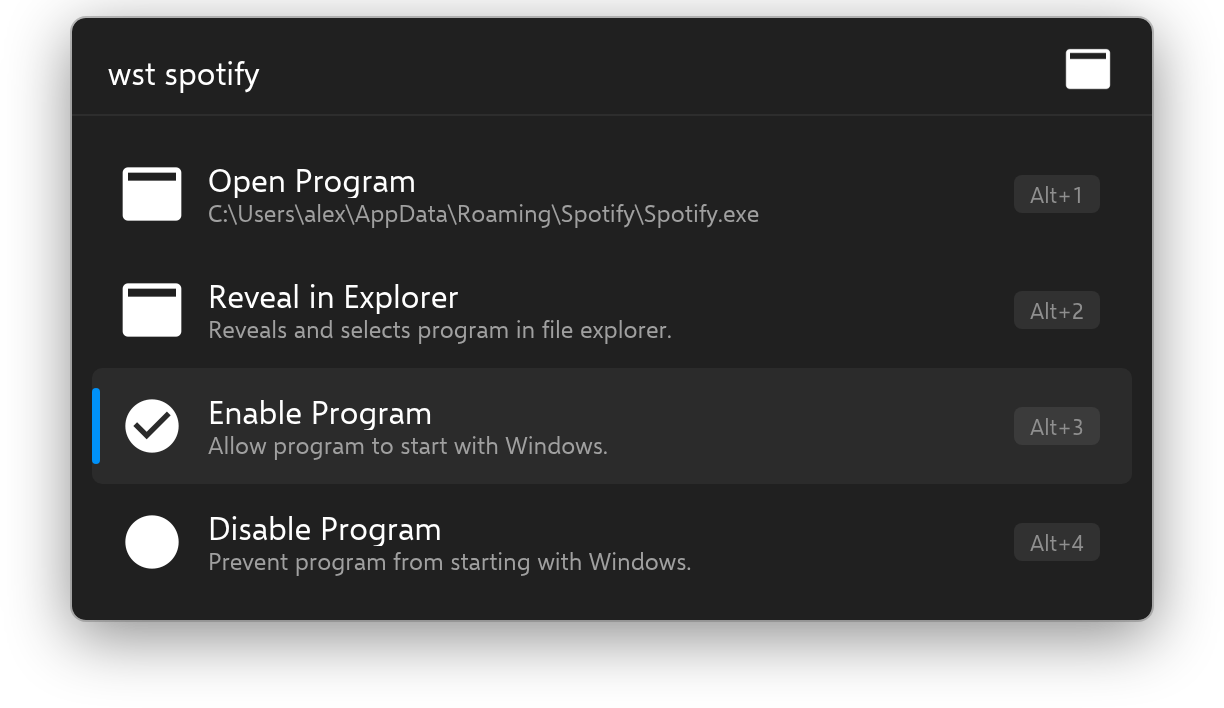 wst spotify
Open Program
C:\Users\alex\AppData\Roaming\Spotify\Spotify.exe
Alt+1
Reveal in Explorer
Reveals and selects program in file explorer.
Alt+2
Enable Program
Allow program to start with Windows.
Alt+3
Disable Program
Prevent program from starting with Windows.
Alt+4